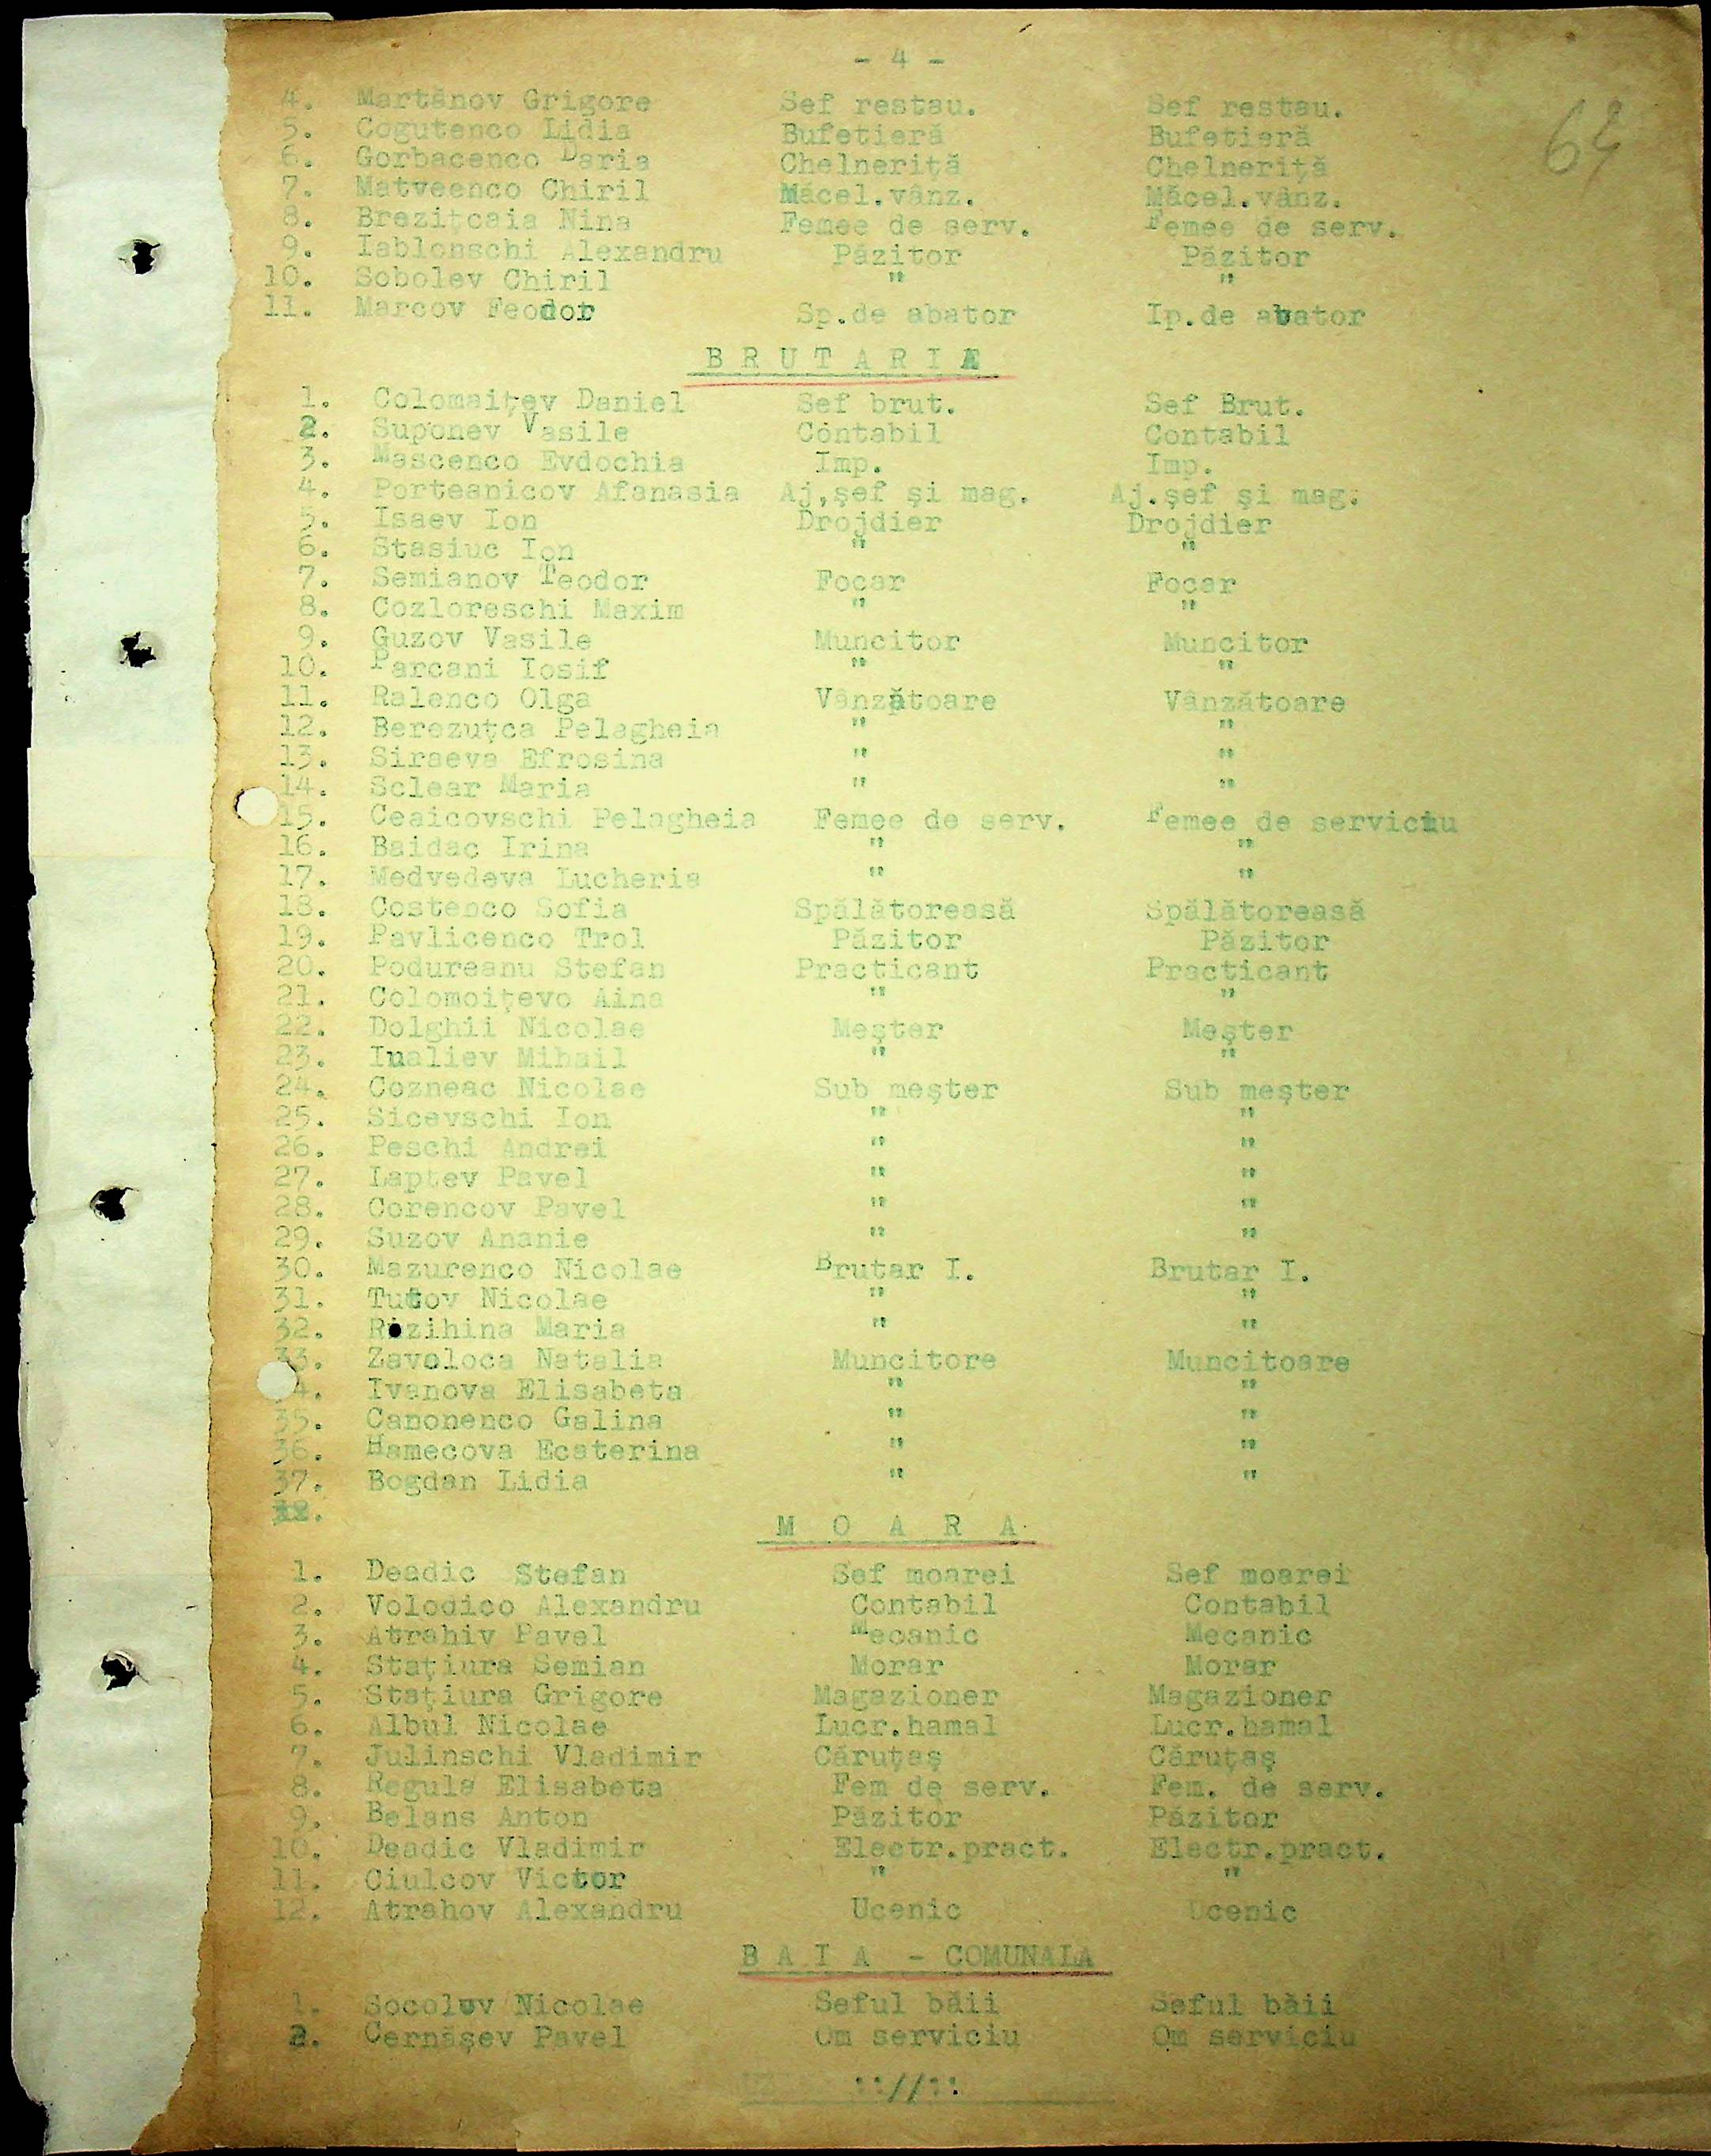 - 4 -
64
4. Martânov Grigore Sef restau. Sef restau.
5. Cogutenco Lidia Bufetieră Bufetieră
6. Gorbacenco Daria Chelneriță Chelneriță
7. Matveenco Chiril Măcel.vânz. Măcel.vânz.
8. Brezițcaia Nina Femee de serv. Femee de serv.
9. Iablonschi Alexandru Păzitor Păzitor
10. Sobolev Chiril " "
11. Marcov Feodor Sp.de abator Ip.de abator
B R U T A R I A
1. Colomaițev Daniel Sef brut. Sef Brut.
2. Suponev Vasile Contabil Contabil
3. Mascenco Evdochia Imp. Imp.
4. Porteanicov Afanasia Aj,șef și mag. Aj.șef și mag.
5. Isaev Ion Drojdier Drojdier
6. Stasiuc Ion " "
7. Semianov Teodor Focar Focar
8. Cozloreschi Maxim " "
9. Guzov Vasile Muncitor Muncitor
10. Parcani Iosif " "
11. Ralenco Olga Vânzătoare Vânzătoare
12. Berezuțca Pelagheia " "
13. Siraeva Efrosina " "
14. Sclear Maria " "
15. Ceaicovschi Pelagheia Femee de serv. Femee de serviciu
16. Baidac Irina " "
17. Medvedeva Lucheria " "
18. Costenco Sofia Spălătoreasă Spălătoreasă
19. Pavlicenco Trol Păzitor Păzitor
20. Podureanu Stefan Practicant Practicant
21. Colomoițevo Aina " "
22. Dolghii Nicolae Meșter Meșter
23. Iualiev Mihail " "
24. Cozneac Nicolae Sub meșter Sub meșter
25. Sicevschi Ion " "
26. Peschi Andrei " "
27. Laptev Pavel " "
28. Corencov Pavel " "
29. Suzov Ananie " "
30. Mazurenco Nicolae Brutar I. Brutar I.
31. Tutov Nicolae " "
32. Rizihina Maria " "
33. Zavoloca Natalia Muncitore Muncitoare
4. Ivanova Elisabeta " "
35. Canonenco Galina " "
36. Hamecova Ecaterina " "
37. Bogdan Lidia " "
M O A R A
1. Deadic Stefan Sef moarei Sef moarei
2. Volodico Alexandru Contabil Contabil
3. Atrahiv Pavel Mecanic Mecanic
4. Stațiura Semian Morar Morar
5. Stațiura Grigore Magazioner Magazioner
6. Albul Nicolae Lucr.hamal Lucr.hamal
7. Julinschi Vladimir Căruțaș Căruțaș
8. Regula Elisabeta Fem de serv. Fem. de serv.
9. Belans Anton Păzitor Păzitor
10. Deadic Vladimir Electr.pract. Electr.pract.
11. Ciulcov Victor " "
12. Atrahov Alexandru Ucenic Ucenic
B A I A - COMUNALA
1. Socolov Nicolae Seful băii Seful băii
2. Cernășev Pavel Om serviciu Om serviciu
::/​/::